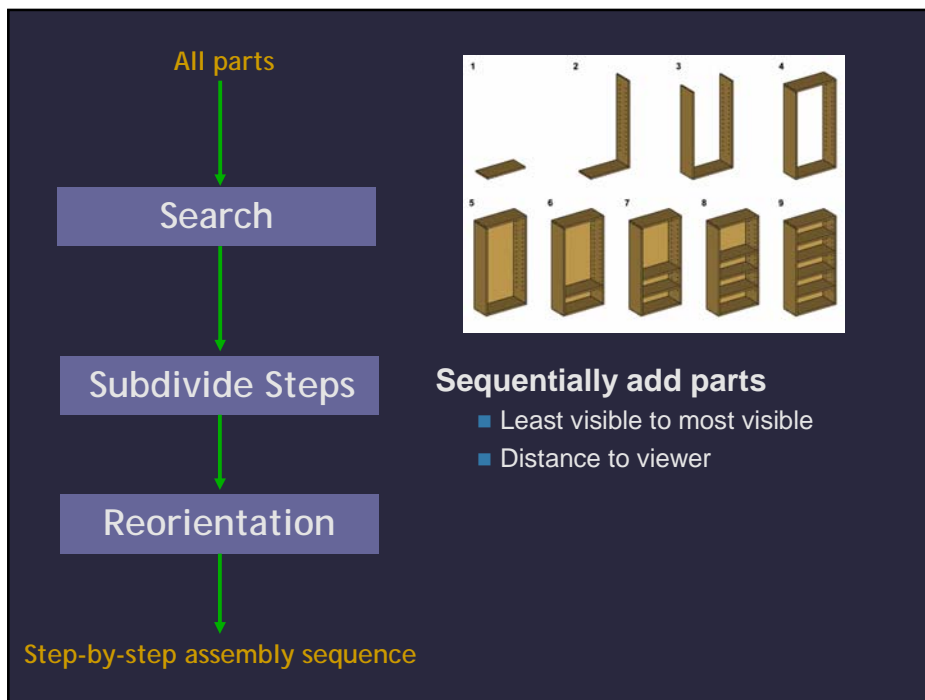 All parts
Search
Subdivide Steps
Reorientation
Step-by-step assembly sequence
1 2 3 4
5 6 7 8 9
Sequentially add parts
Least visible to most visible
Distance to viewer